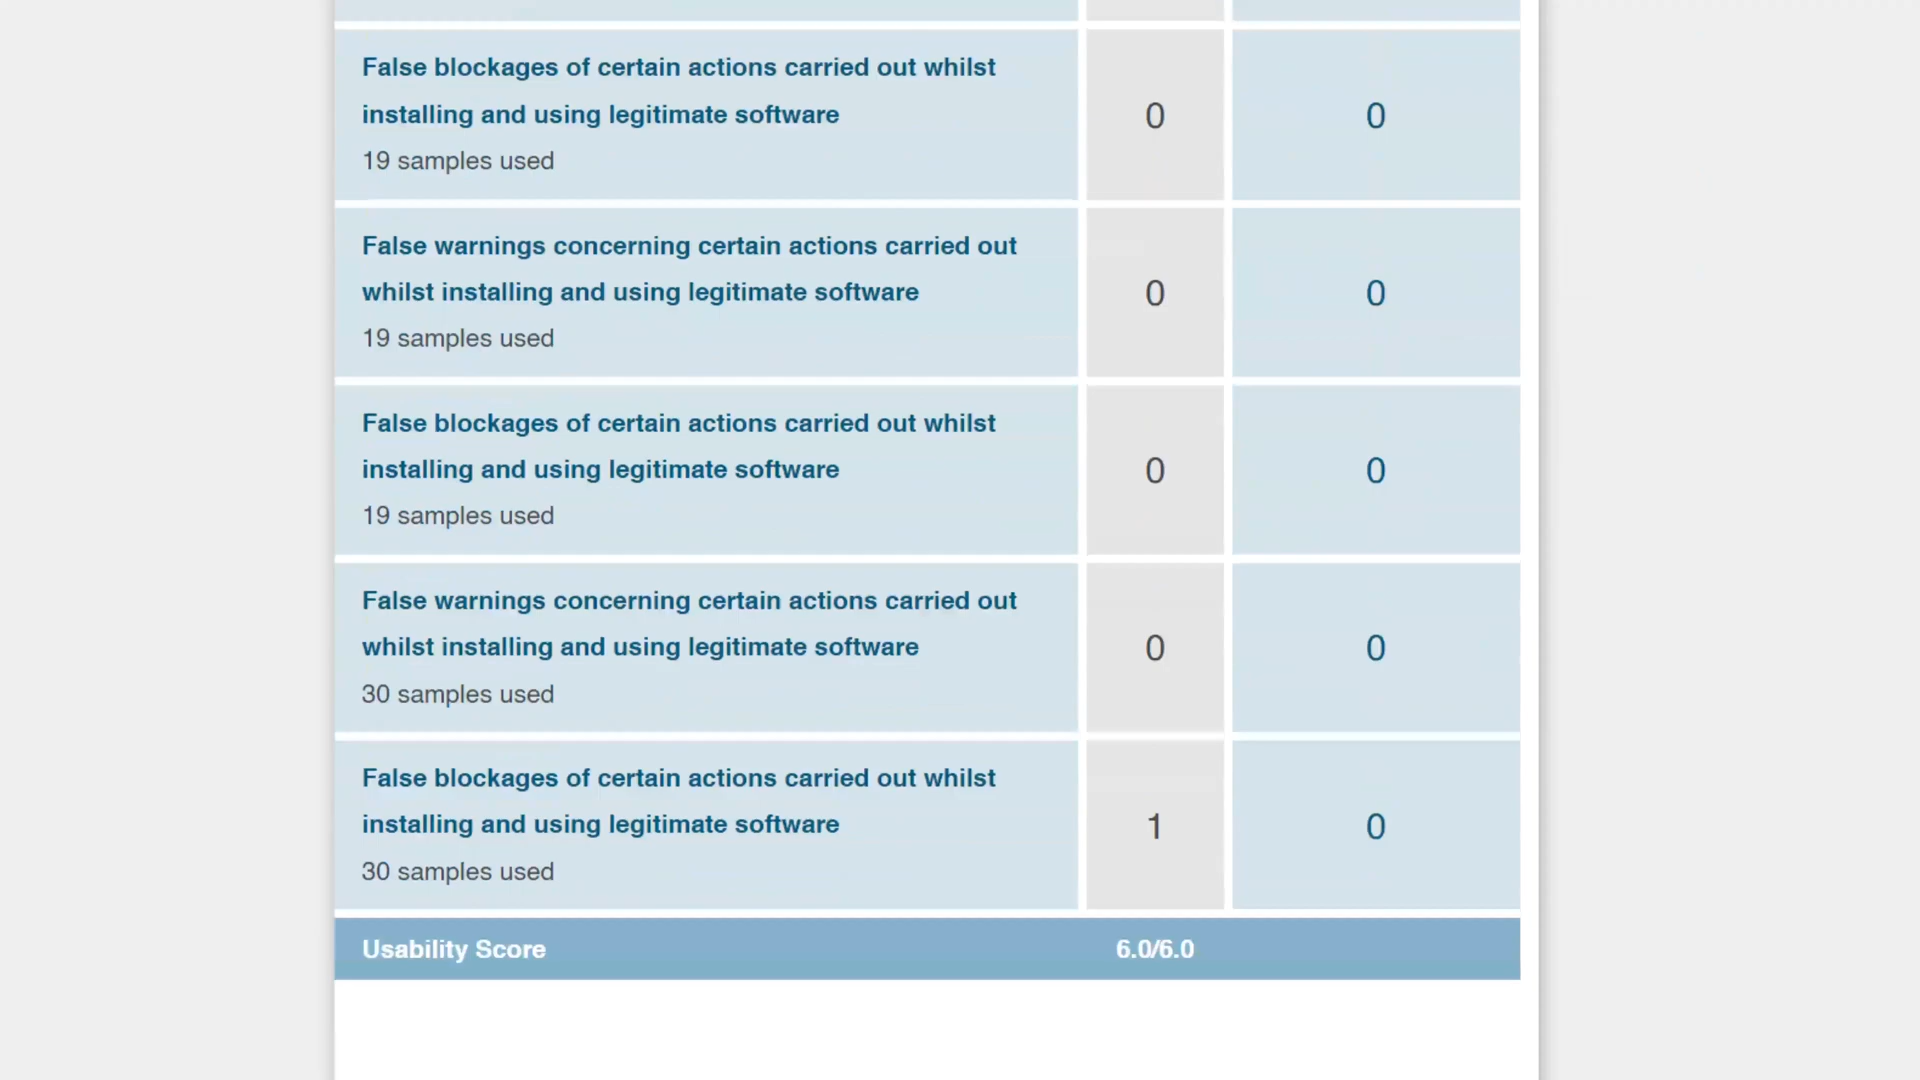 False blockages of certain actions carried out whilst
installing and using legitimate software
19 samples used
0
0
False warnings concerning certain actions carried out
whilst installing and using legitimate software
19 samples used
0
0
False blockages of certain actions carried out whilst
installing and using legitimate software
19 samples used
0
0
False warnings concerning certain actions carried out
whilst installing and using legitimate software
30 samples used
0
0
False blockages of certain actions carried out whilst
installing and using legitimate software
30 samples used
1
0
Usability Score
6.0/6.0